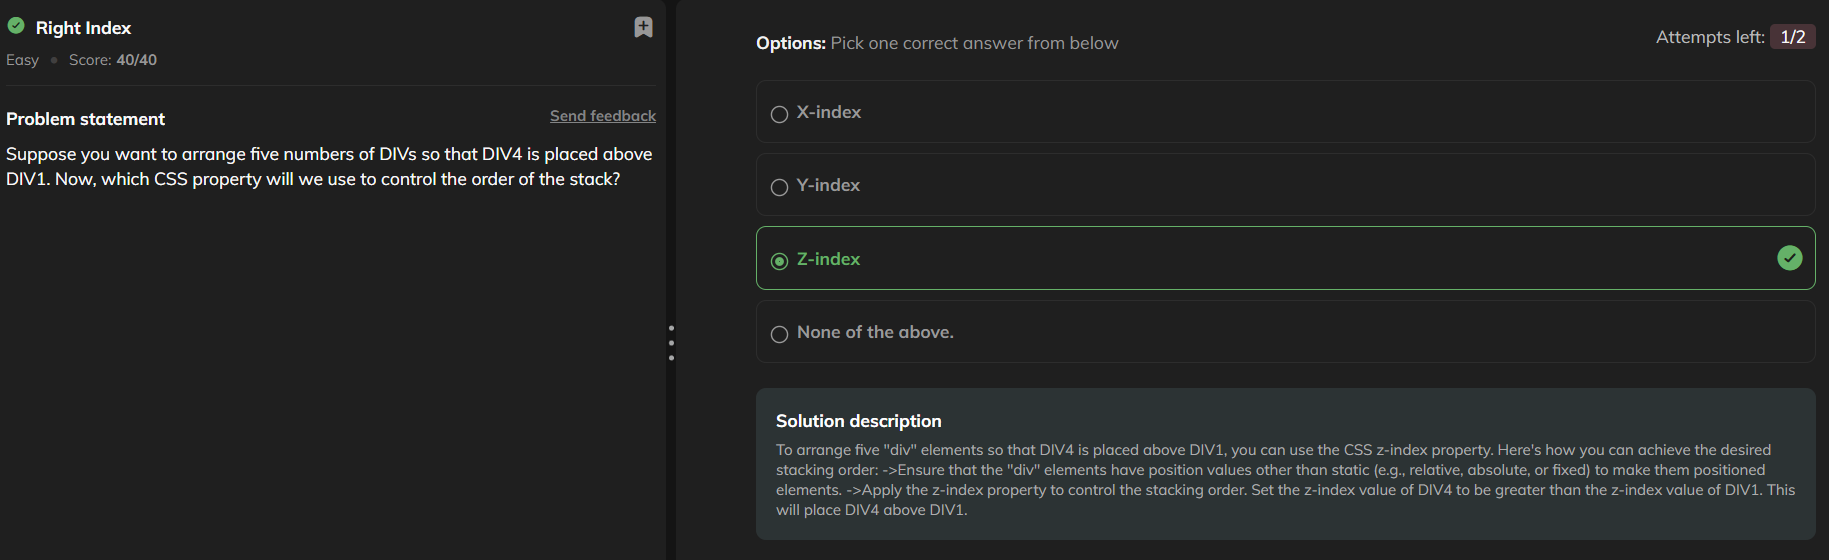 Right Index
Easy Score: 40/40
Problem statement
Send feedback
Suppose you want to arrange five numbers of DIVs so that DIV4 is placed above
DIV1. Now, which CSS property will we use to control the order of the stack?
Options: Pick one correct answer from below
Attempts left: 1/2
X-index
Y-index
Z-index
None of the above.
Solution description
To arrange five "div" elements so that DIV4 is placed above DIV1, you can use the CSS z-index property. Here's how you can achieve the desired
stacking order: ->Ensure that the "div" elements have position values other than static (e.g., relative, absolute, or fixed) to make them positioned
elements. ->Apply the z-index property to control the stacking order. Set the z-index value of DIV4 to be greater than the z-index value of DIV1. This
will place DIV4 above DIV1.